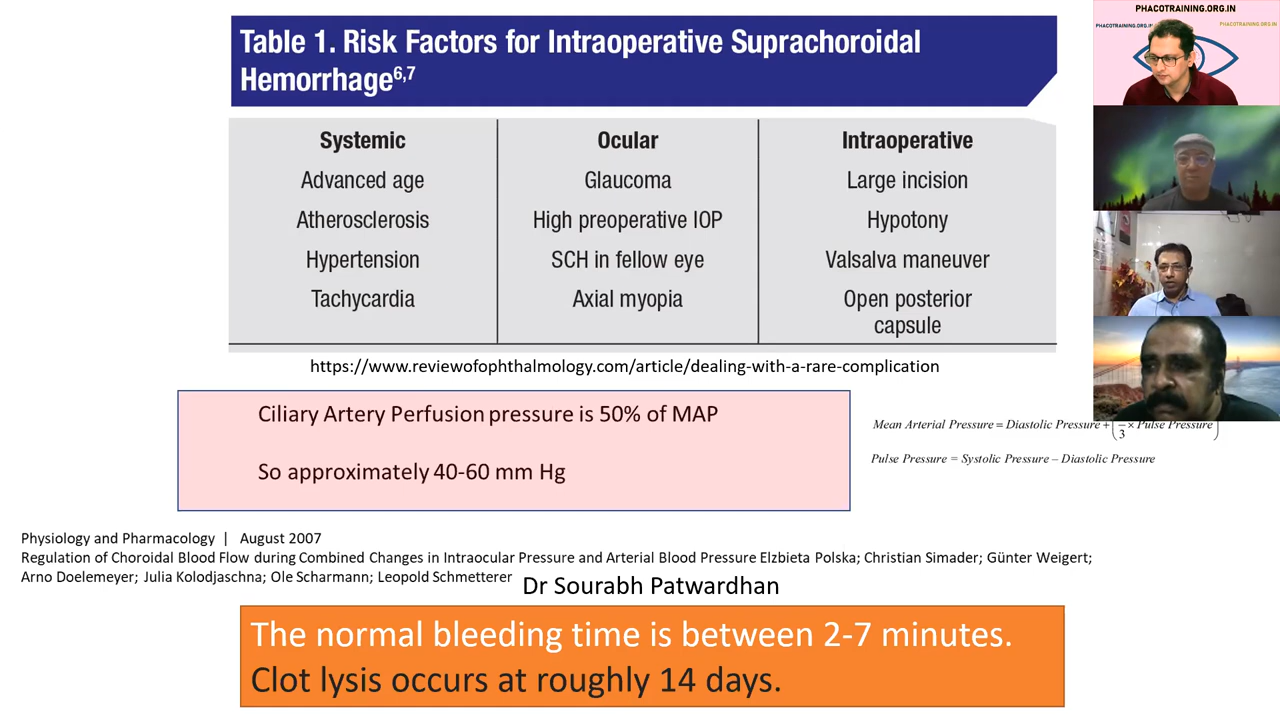 PHACOTRAINING.ORG.IN
PHACOTRAINING.ORG.IN
PHACOTRAINING.ORG.IN
Table 1. Risk Factors for Intraoperative Suprachoroidal
Hemorrhage6,7
Systemic Ocular Intraoperative
Advanced age Glaucoma Large incision
Atherosclerosis High preoperative IOP Hypotony
Hypertension SCH in fellow eye Valsalva maneuver
Tachycardia Axial myopia Open posterior
capsule
https://www.reviewofophthalmology.com/article/dealing-with-a-rare-complication
Ciliary Artery Perfusion pressure is 50% of MAP
So approximately 40-60 mm Hg
Mean Arterial Pressure = Diastolic Pressure + ( — × Pulse Pressure )
3
Pulse Pressure = Systolic Pressure – Diastolic Pressure
Physiology and Pharmacology | August 2007
Regulation of Choroidal Blood Flow during Combined Changes in Intraocular Pressure and Arterial Blood Pressure Elzbieta Polska; Christian Simader; Günter Weigert;
Arno Doelemeyer; Julia Kolodjaschna; Ole Scharmann; Leopold Schmetterer
Dr Sourabh Patwardhan
The normal bleeding time is between 2-7 minutes.
Clot lysis occurs at roughly 14 days.